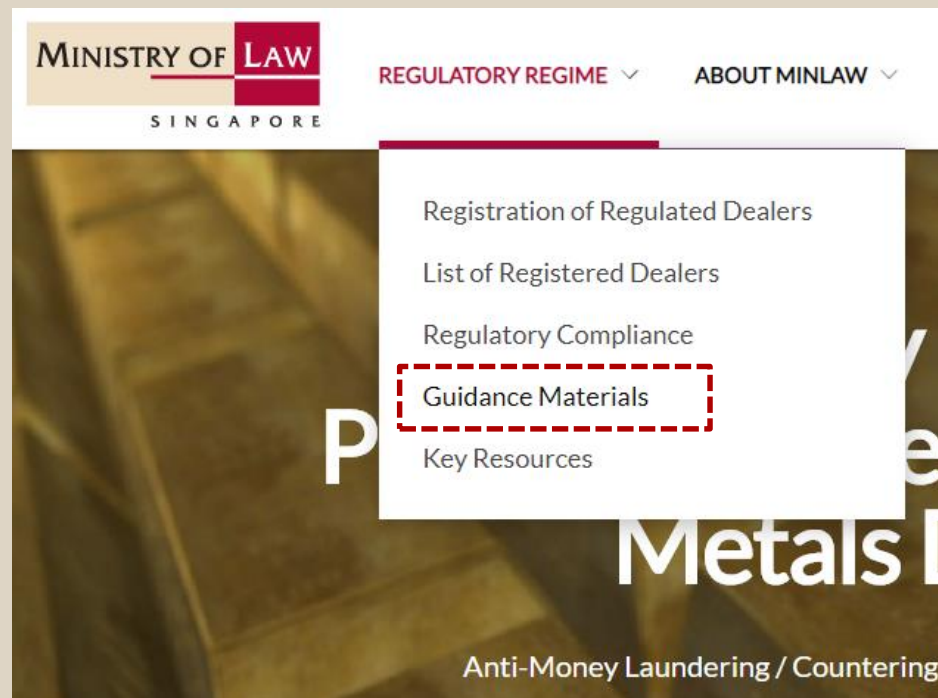 MINISTRY OF LAW
SINGAPORE
REGULATORY REGIME
ABOUT MINLAW
Registration of Regulated Dealers
List of Registered Dealers
Regulatory Compliance
Guidance Materials
Key Resources
P
Metals
Anti-Money Laundering / Countering